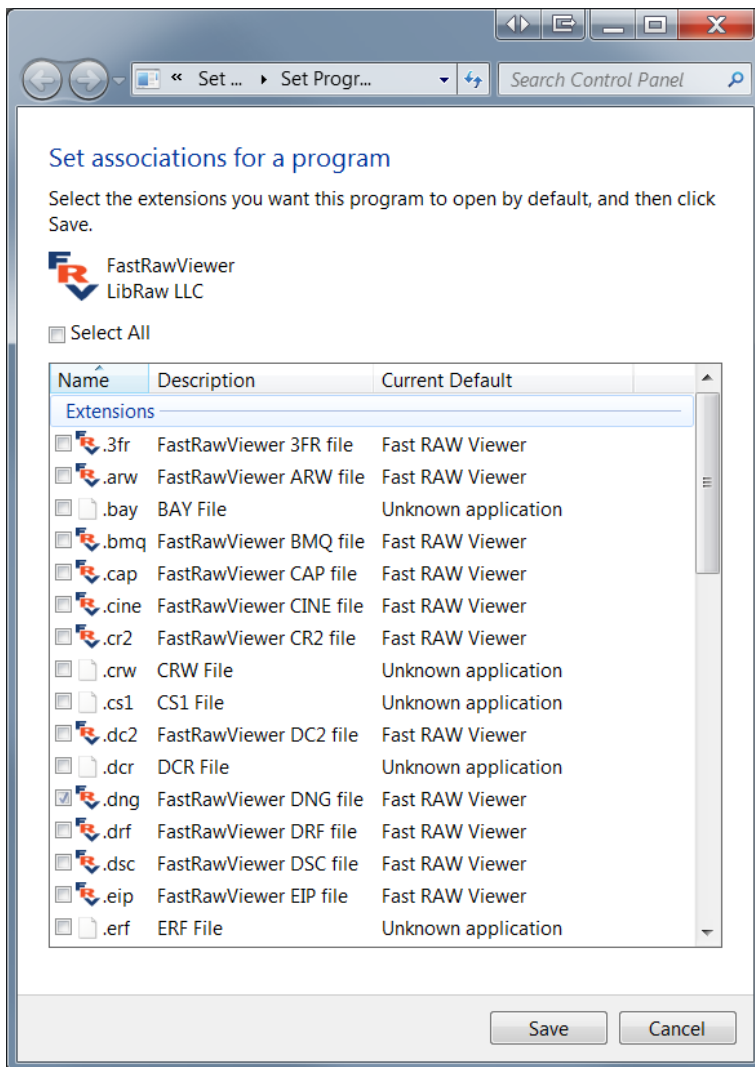 X
« Set ... Set Progr...
Search Control Panel
Set associations for a program
Select the extensions you want this program to open by default, and then click
Save.
FRV FastRawViewer
LibRaw LLC
Select All
Name Description Current Default
Extensions
.3fr FastRawViewer 3FR file Fast RAW Viewer
.arw FastRawViewer ARW file Fast RAW Viewer
.bay BAY File Unknown application
.bmq FastRawViewer BMQ file Fast RAW Viewer
.cap FastRawViewer CAP file Fast RAW Viewer
.cine FastRawViewer CINE file Fast RAW Viewer
.cr2 FastRawViewer CR2 file Fast RAW Viewer
.crw CRW File Unknown application
.cs1 CS1 File Unknown application
.dc2 FastRawViewer DC2 file Fast RAW Viewer
.dcr DCR File Unknown application
.dng FastRawViewer DNG file Fast RAW Viewer
.drf FastRawViewer DRF file Fast RAW Viewer
.dsc FastRawViewer DSC file Fast RAW Viewer
.eip FastRawViewer EIP file Fast RAW Viewer
.erf ERF File Unknown application
Save Cancel